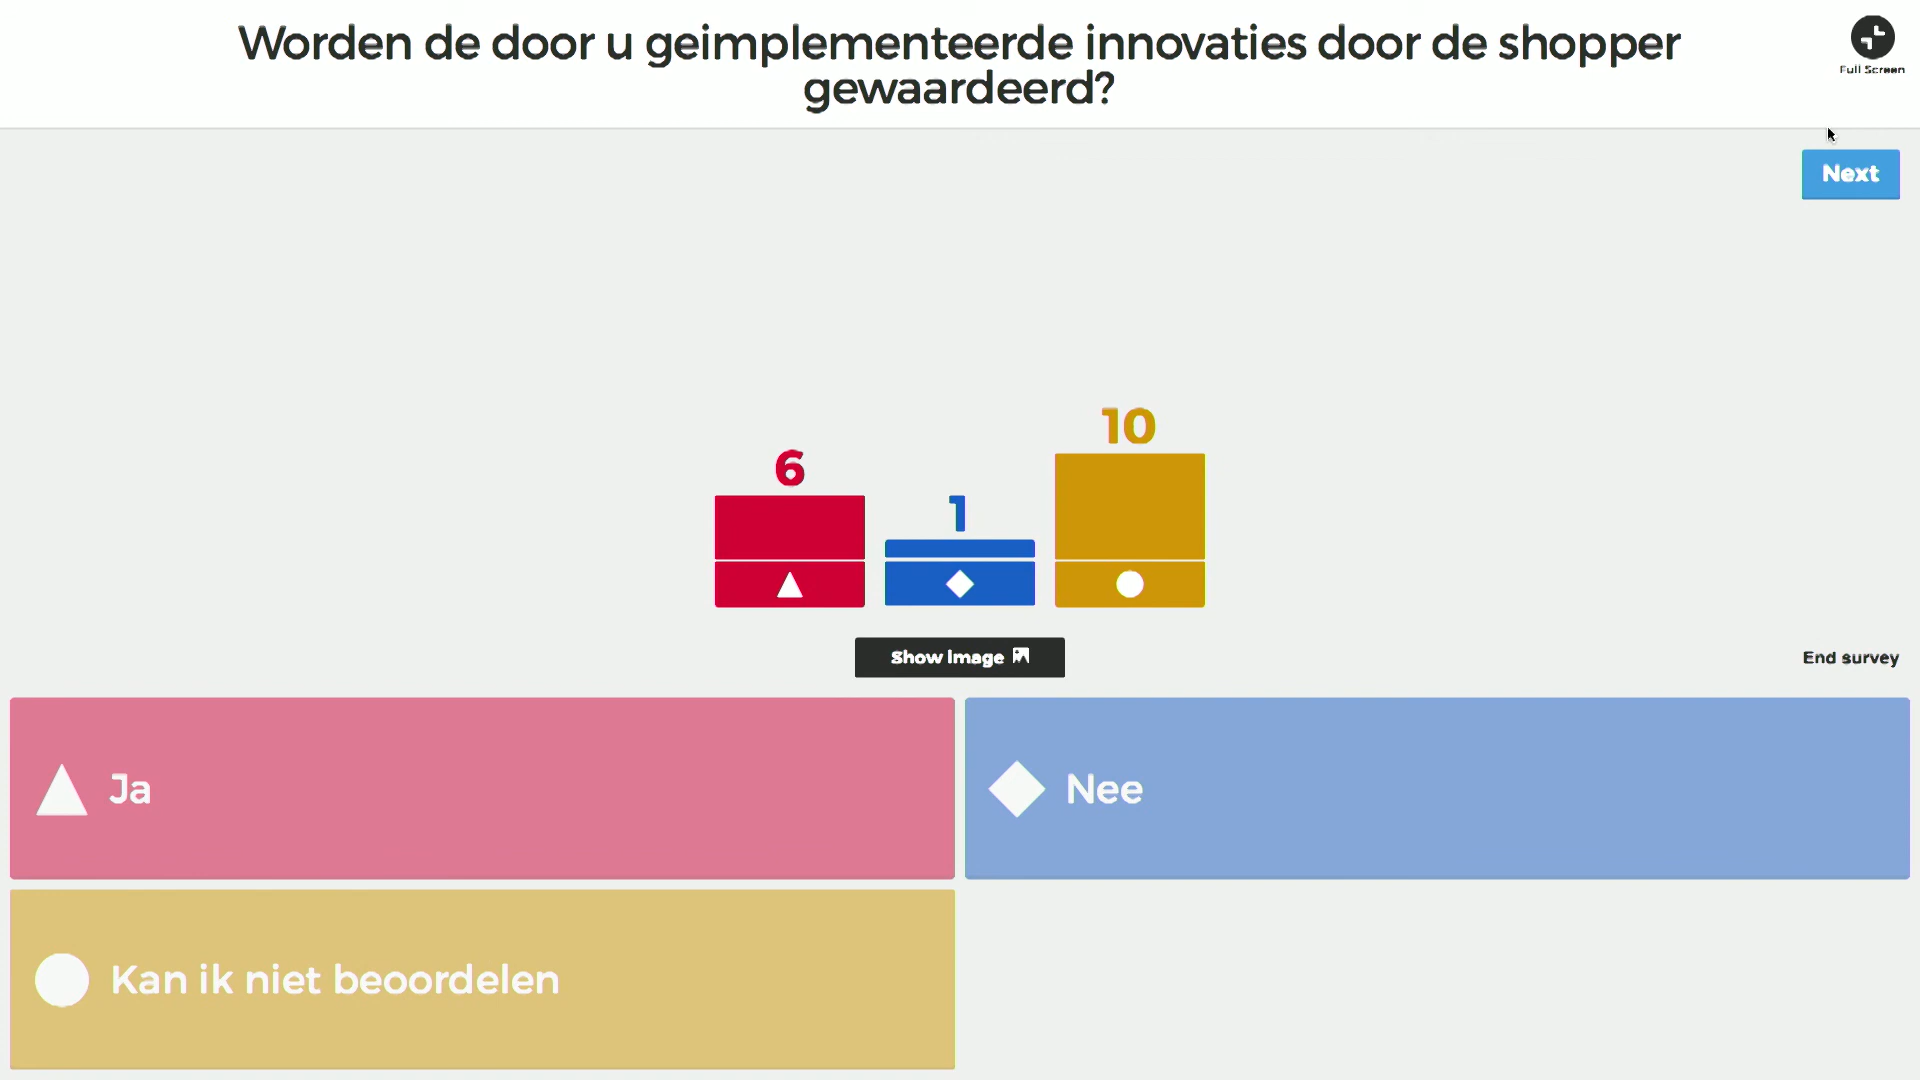 Worden de door u geimplementeerde innovaties door de shopper
gewaardeerd?
Full Screen
Next
6
1
10
Show image
End survey
Ja
Nee
Kan ik niet beoordelen